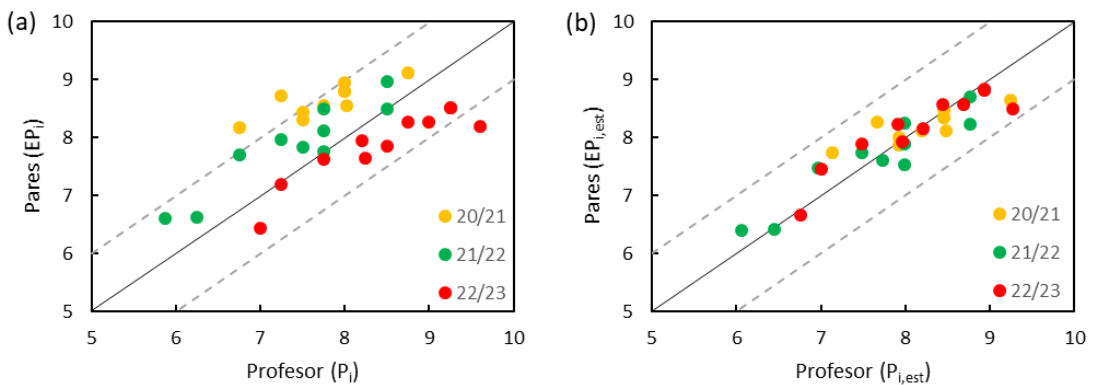 (a)
10
9
8
7
6
5
Pares (EPᵢ)
20/21
21/22
22/23
5 6 7 8 9 10
Profesor (Pᵢ)
(b)
10
9
8
7
6
5
Pares (EPᵢ,ₑₛₜ)
20/21
21/22
22/23
5 6 7 8 9 10
Profesor (Pᵢ,ₑₛₜ)